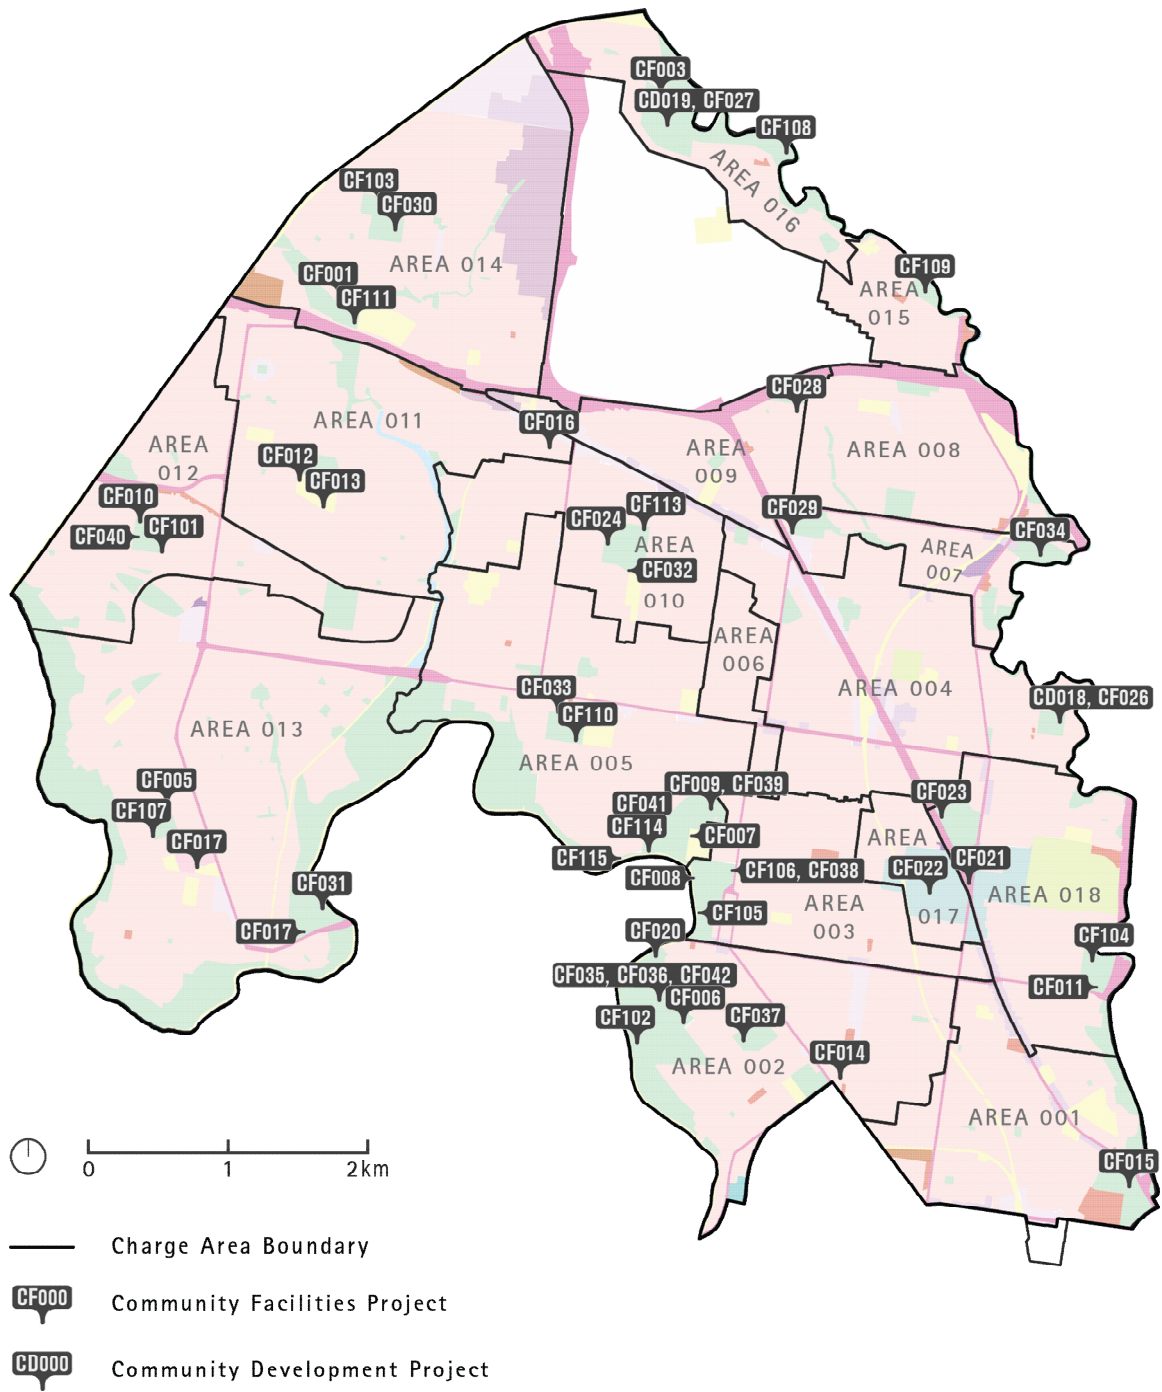 CF003
CD019, CF027
CF108
AREA 016
CF103
CF030
AREA 014
CF001
CF111
CF109
AREA
015
CF028
AREA 011
CF016
AREA
012
AREA
009
AREA 008
CF012
CF013
CF010
CF040
CF101
CF024
CF113
AREA
CF032
010
CF029
CF034
AREA
007
AREA
006
AREA 004
CD018, CF026
CF033
CF110
AREA 005
AREA 013
CF005
CF107
CF017
CF031
CF017
CF009, CF039
CF041
CF114
CF007
CF115
CF008
CF106, CF038
CF105
AREA
003
CF023
AREA
CF022
CF021
017
AREA 018
CF104
CF011
CF020
CF035, CF036, CF042
CF006
CF102
CF037
CF014
AREA 002
AREA 001
CF015
0 1 2km
Charge Area Boundary
CF000
Community Facilities Project
CD000
Community Development Project